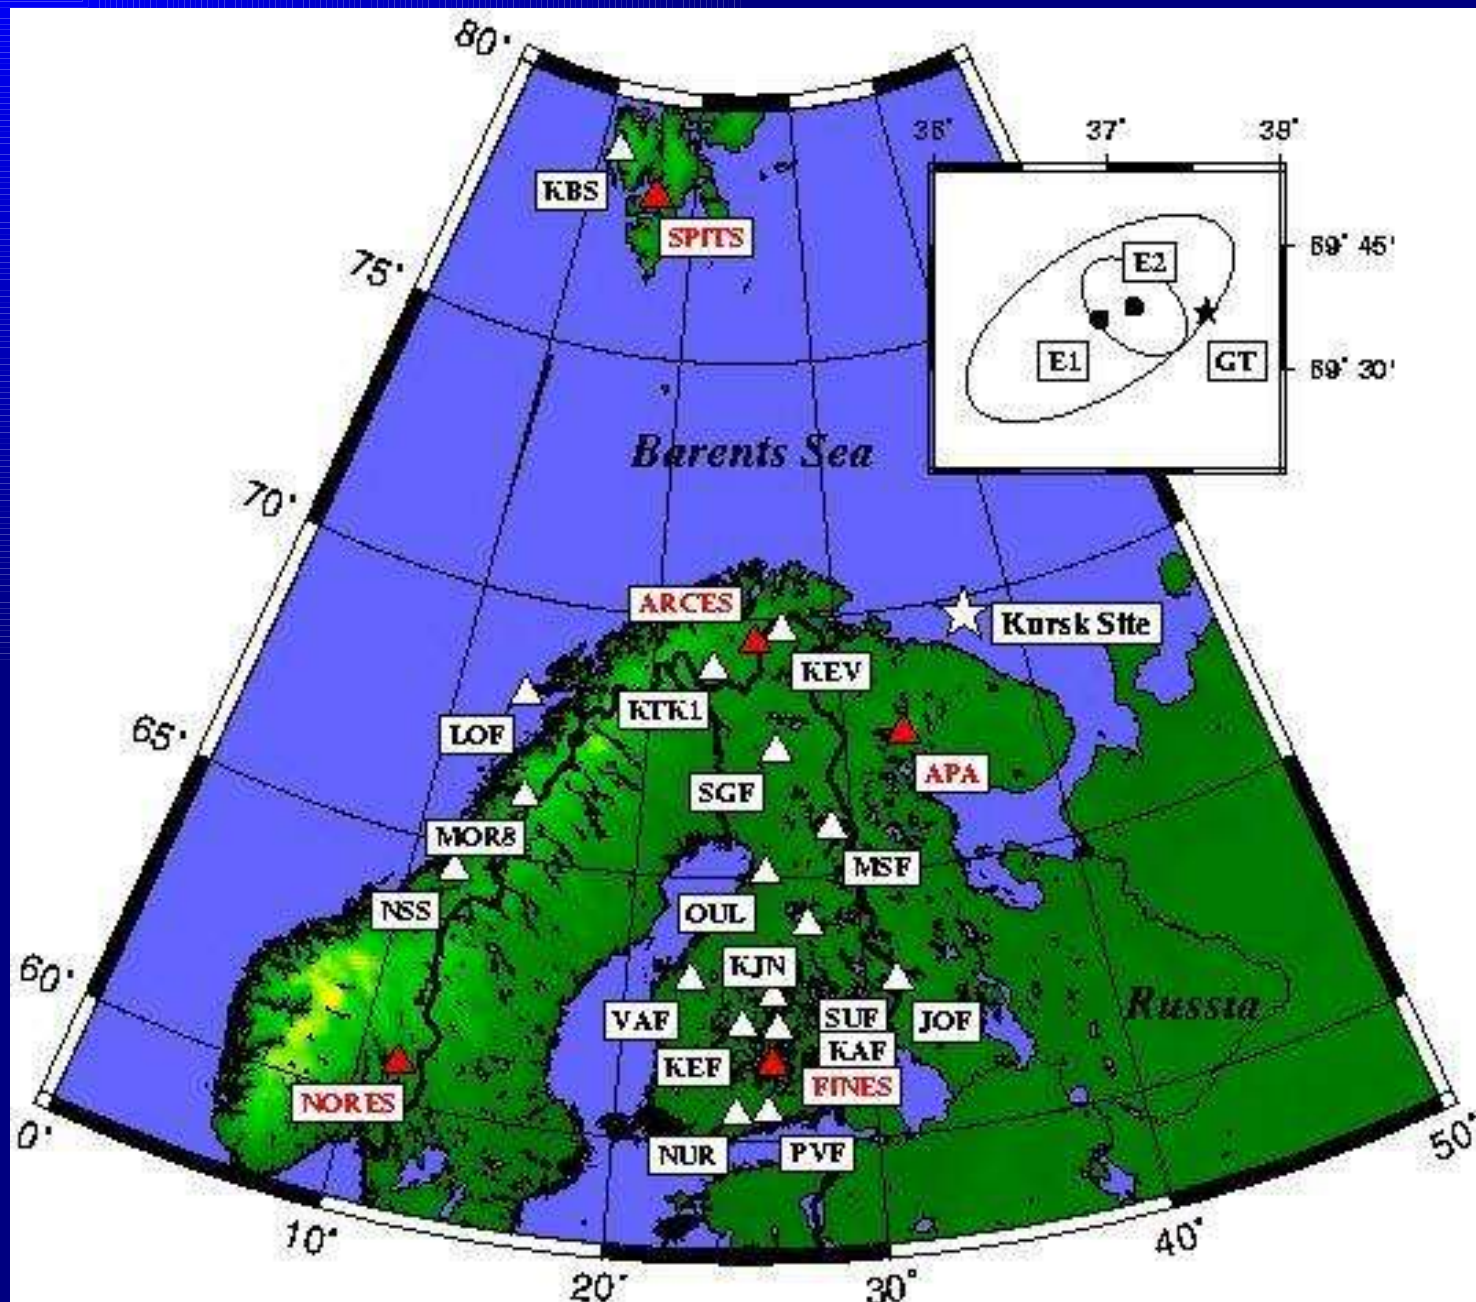 80°
36° 37° 38°
KBS
SPITS
E2
69° 45'
75°
E1
GT
69° 30'
Barents Sea
70°
ARCES
Kursk Site
KEV
KTK1
LOF
65°
APA
SGF
MOR8
MSF
NSS
OUL
KJN
60°
Russia
VAF
SUF
JOF
KAF
KEF
FINES
NORES
0°
50°
NUR
PVF
10°
40°
20°
30°